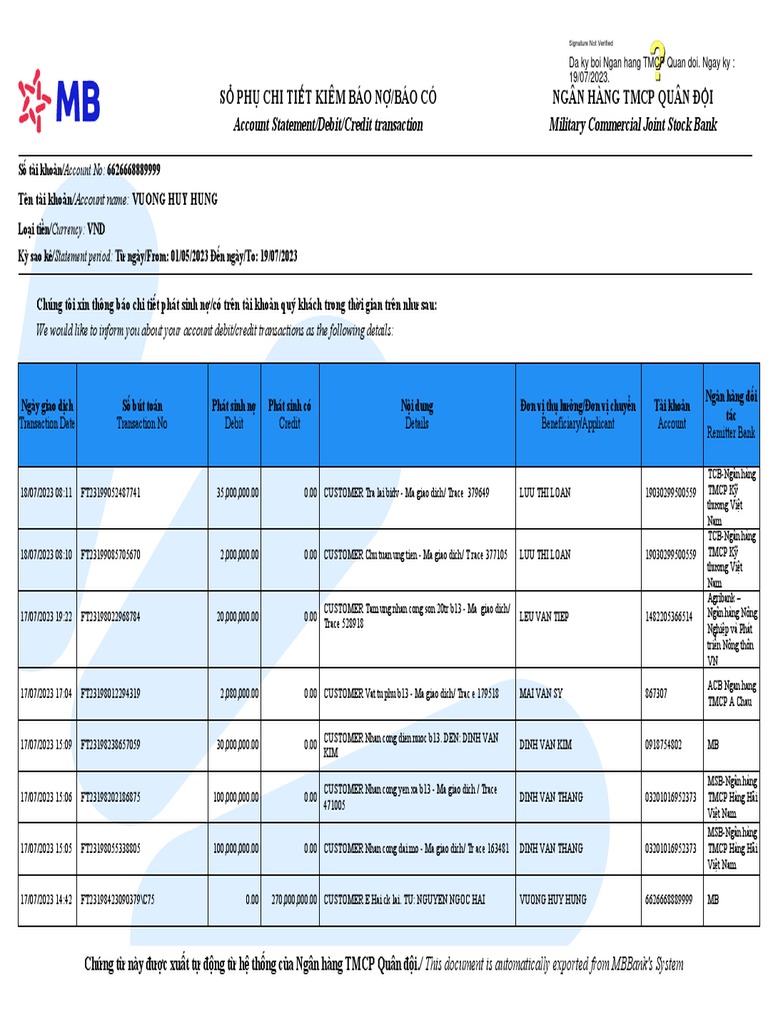 Signature Not Verified
Da ky boi Ngan hang TMCP Quan doi. Ngay ky :
19/07/2023.
MB
SỔ PHỤ CHI TIẾT KIÊM BÁO NỢ/BÁO CÓ
Account Statement/Debit/Credit transaction
NGÂN HÀNG TMCP QUÂN ĐỘI
Military Commercial Joint Stock Bank
Số tài khoản/Account No: 6626668889999
Tên tài khoản/Account name: VUONG HUY HUNG
Loại tiền/Currency: VND
Kỳ sao kê/Statement period: Từ ngày/From: 01/05/2023 Đến ngày/To: 19/07/2023
Chúng tôi xin thông báo chi tiết phát sinh nợ/có trên tài khoản quý khách trong thời gian trên như sau:
We would like to inform you about your account debit/credit transactions as the following details:
Ngày giao dịch
Transaction Date
Số bút toán
Transaction No
Phát sinh nợ
Debit
Phát sinh có
Credit
Nội dung
Details
Đơn vị thụ hưởng/Đơn vị chuyển
Beneficiary/Applicant
Tài khoản
Account
Ngân hàng đối
tác
Remitter Bank
18/07/2023 08:11 FT23199052487741 35,000,000.00 0.00 CUSTOMER Tra lai bidv - Ma giao dich/ Trace 379649 LUU THI LOAN 19030299500559
TCB-Ngân hàng
TMCP Kỹ
thương Việt
Nam
18/07/2023 08:10 FT23199085705670 2,000,000.00 0.00 CUSTOMER Chu tuan ung tien - Ma giao dich/ Trace 377105 LUU THI LOAN 19030299500559
TCB-Ngân hàng
TMCP Kỹ
thương Việt
Nam
17/07/2023 19:22 FT23198022968784 20,000,000.00 0.00 CUSTOMER Tam ung nhan cong son 20tr b13 - Ma giao dich/
Trace 528918
LEU VAN TIEP 1482205366514
Agribank –
Ngân hàng Nông
Nghiệp và Phát
triển Nông thôn
VN
17/07/2023 17:04 FT23198012294319 2,080,000.00 0.00 CUSTOMER Vat tu phu b13 - Ma giao dich/ Trac e 179518 MAI VAN SY 867307
ACB Ngan hang
TMCP A Chau
17/07/2023 15:09 FT23198238657059 30,000,000.00 0.00 CUSTOMER Nhan cong dien nuoc b13. DEN: DINH VAN
KIM
DINH VAN KIM 0918754802 MB
17/07/2023 15:06 FT23198202186875 100,000,000.00 0.00 CUSTOMER Nhan cong yen xa b13 - Ma giao dich / Trace
471005
DINH VAN THANG 03201016952373
MSB-Ngân hàng
TMCP Hàng Hải
Việt Nam
17/07/2023 15:05 FT23198055338805 100,000,000.00 0.00 CUSTOMER Nhan cong dai mo - Ma giao dich/ Tr ace 163481 DINH VAN THANG 03201016952373
MSB-Ngân hàng
TMCP Hàng Hải
Việt Nam
17/07/2023 14:42 FT23198423090379\C75 0.00 270,000,000.00 CUSTOMER E Hai ck lai. TU: NGUYEN NGOC HAI VUONG HUY HUNG 6626668889999 MB
Chứng từ này được xuất tự động từ hệ thống của Ngân hàng TMCP Quân đội./ This document is automatically exported from MBBank's System